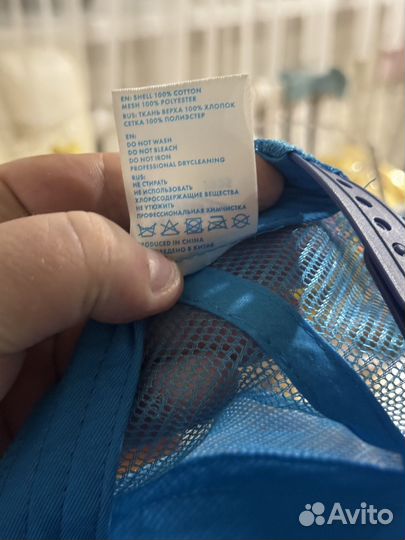 EN: SHELL 100% COTTON
MESH 100% POLYESTER
RUS: ТКАНЬ ВЕРХА 100% ХЛОПОК
СЕТКА 100% ПОЛИЭСТЕР
EN:
DO NOT WASH
DO NOT BLEACH
DO NOT IRON
PROFESSIONAL DRYCLEANING
RUS:
НЕ СТИРАТЬ
НЕ ИСПОЛЬЗОВАТЬ
ХЛОРСОДЕРЖАЩИЕ ВЕЩЕСТВА
НЕ УТЮЖИТЬ
ПРОФЕССИОНАЛЬНАЯ ХИМЧИСТКА
PRODUCED IN CHINA
В КИТАЕ
Avito